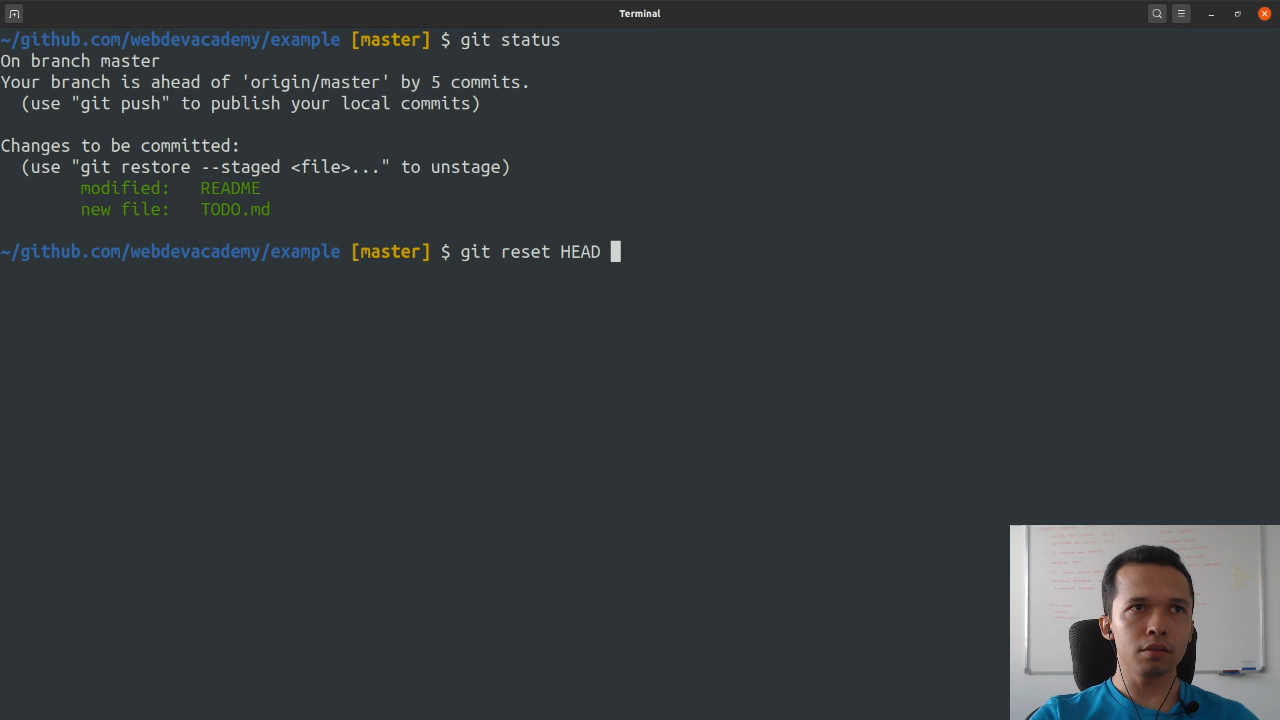 Terminal
~/github.com/webdevacademy/example [master] $ git status
On branch master
Your branch is ahead of 'origin/master' by 5 commits.
(use "git push" to publish your local commits)
Changes to be committed:
(use "git restore --staged <file>..." to unstage)
modified: README
new file: TODO.md
~/github.com/webdevacademy/example [master] $ git reset HEAD